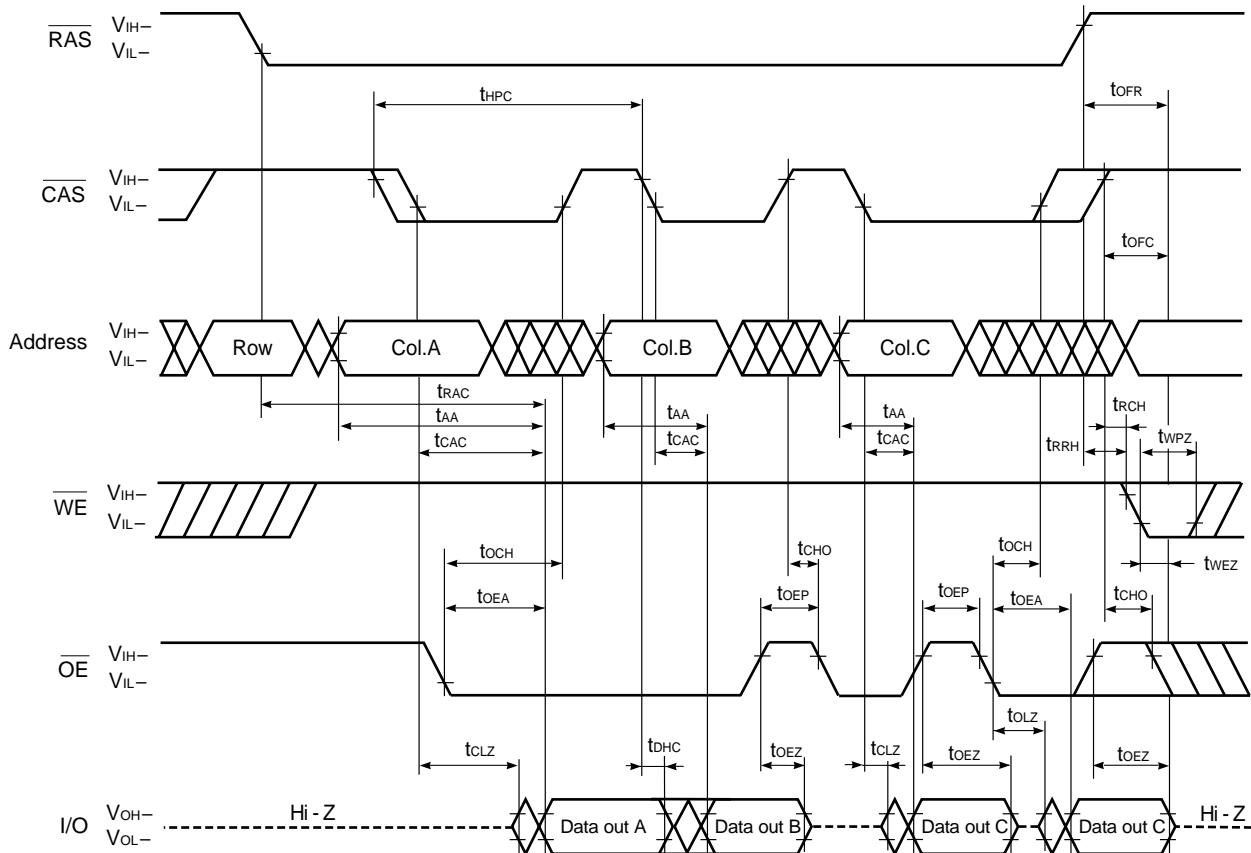 RAS
VIH–
VIL–
tHPC
tOFR
CAS
VIH–
VIL–
tOFC
Address
VIH–
VIL–
Row
Col.A
Col.B
Col.C
tRAC
tRCH
tAA
tAA
tAA
tWPZ
tCAC
tCAC
tCAC
tRRH
WE
VIH–
VIL–
tOCH
tCHO
tOCH
tWEZ
tOEA
tOEP
tOEP
tOEA
tCHO
OE
VIH–
VIL–
tOLZ
tCLZ
tDHC
tOEZ
tCLZ
tOEZ
tOEZ
I/O
VOH–
VOL–
Hi - Z
Data out A
Data out B
Data out C
Data out C
Hi - Z